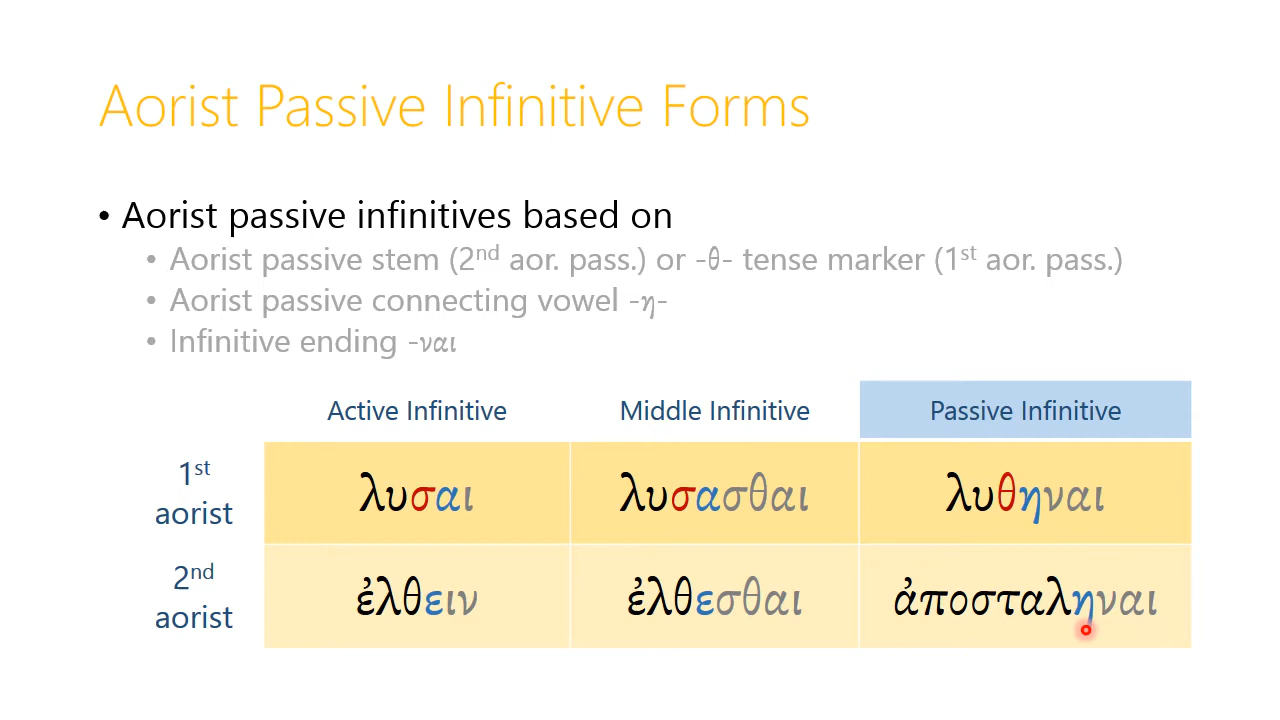 Aorist Passive Infinitive Forms
• Aorist passive infinitives based on
• Aorist passive stem (2nd aor. pass.) or -θ- tense marker (1st aor. pass.)
• Aorist passive connecting vowel -η-
• Infinitive ending -ναι
Active Infinitive Middle Infinitive Passive Infinitive
1st aorist λυσαι λυσασθαι λυθηναι
2nd aorist ἐλθειν ἐλθεσθαι ἀποσταληναι